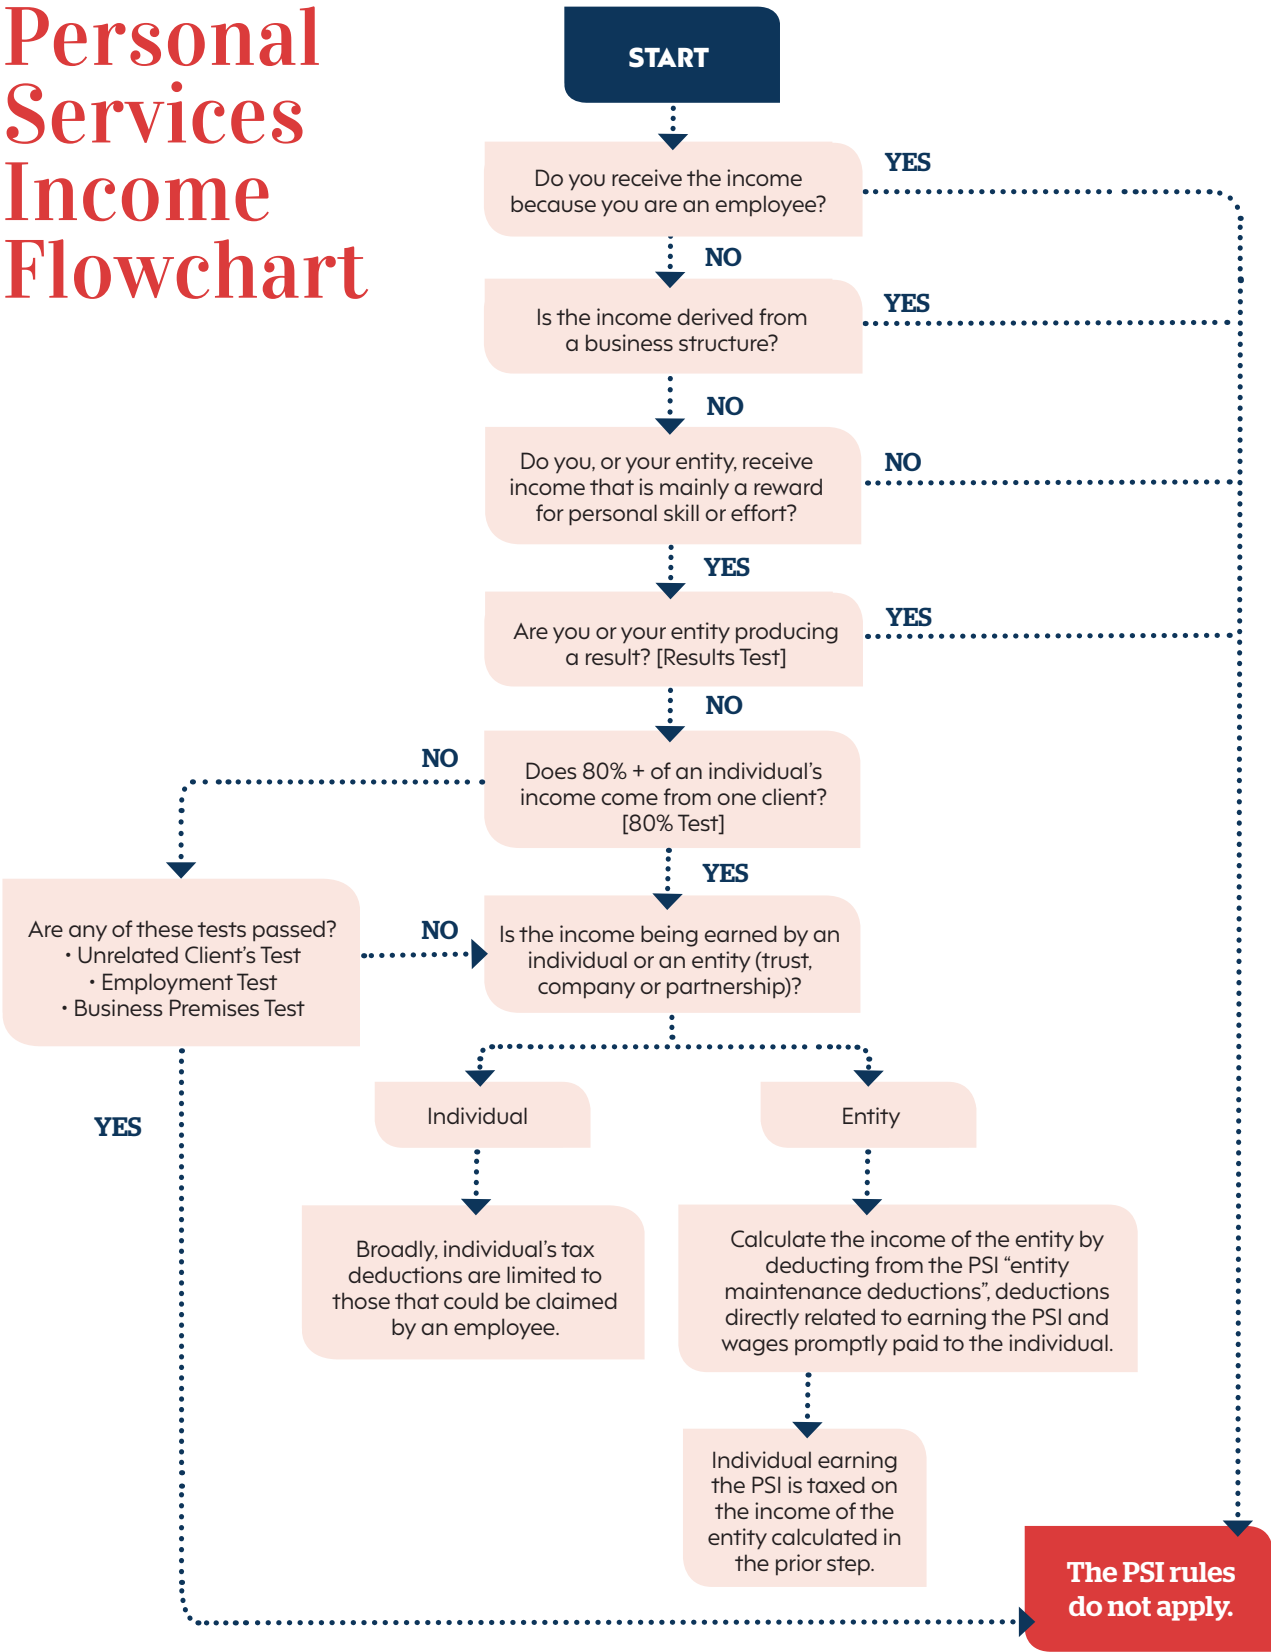 Personal
Services
Income
Flowchart
START
Do you receive the income
because you are an employee?
YES
NO
Is the income derived from
a business structure?
YES
NO
Do you, or your entity, receive
income that is mainly a reward
for personal skill or effort?
NO
YES
Are you or your entity producing
a result? [Results Test]
YES
NO
Does 80% + of an individual's
income come from one client?
[80% Test]
NO
YES
Are any of these tests passed?
• Unrelated Client's Test
• Employment Test
• Business Premises Test
NO
Is the income being earned by an
individual or an entity (trust,
company or partnership)?
YES
Individual
Entity
Broadly, individual's tax
deductions are limited to
those that could be claimed
by an employee.
Calculate the income of the entity by
deducting from the PSI "entity
maintenance deductions", deductions
directly related to earning the PSI and
wages promptly paid to the individual.
Individual earning
the PSI is taxed on
the income of the
entity calculated in
the prior step.
The PSI rules
do not apply.